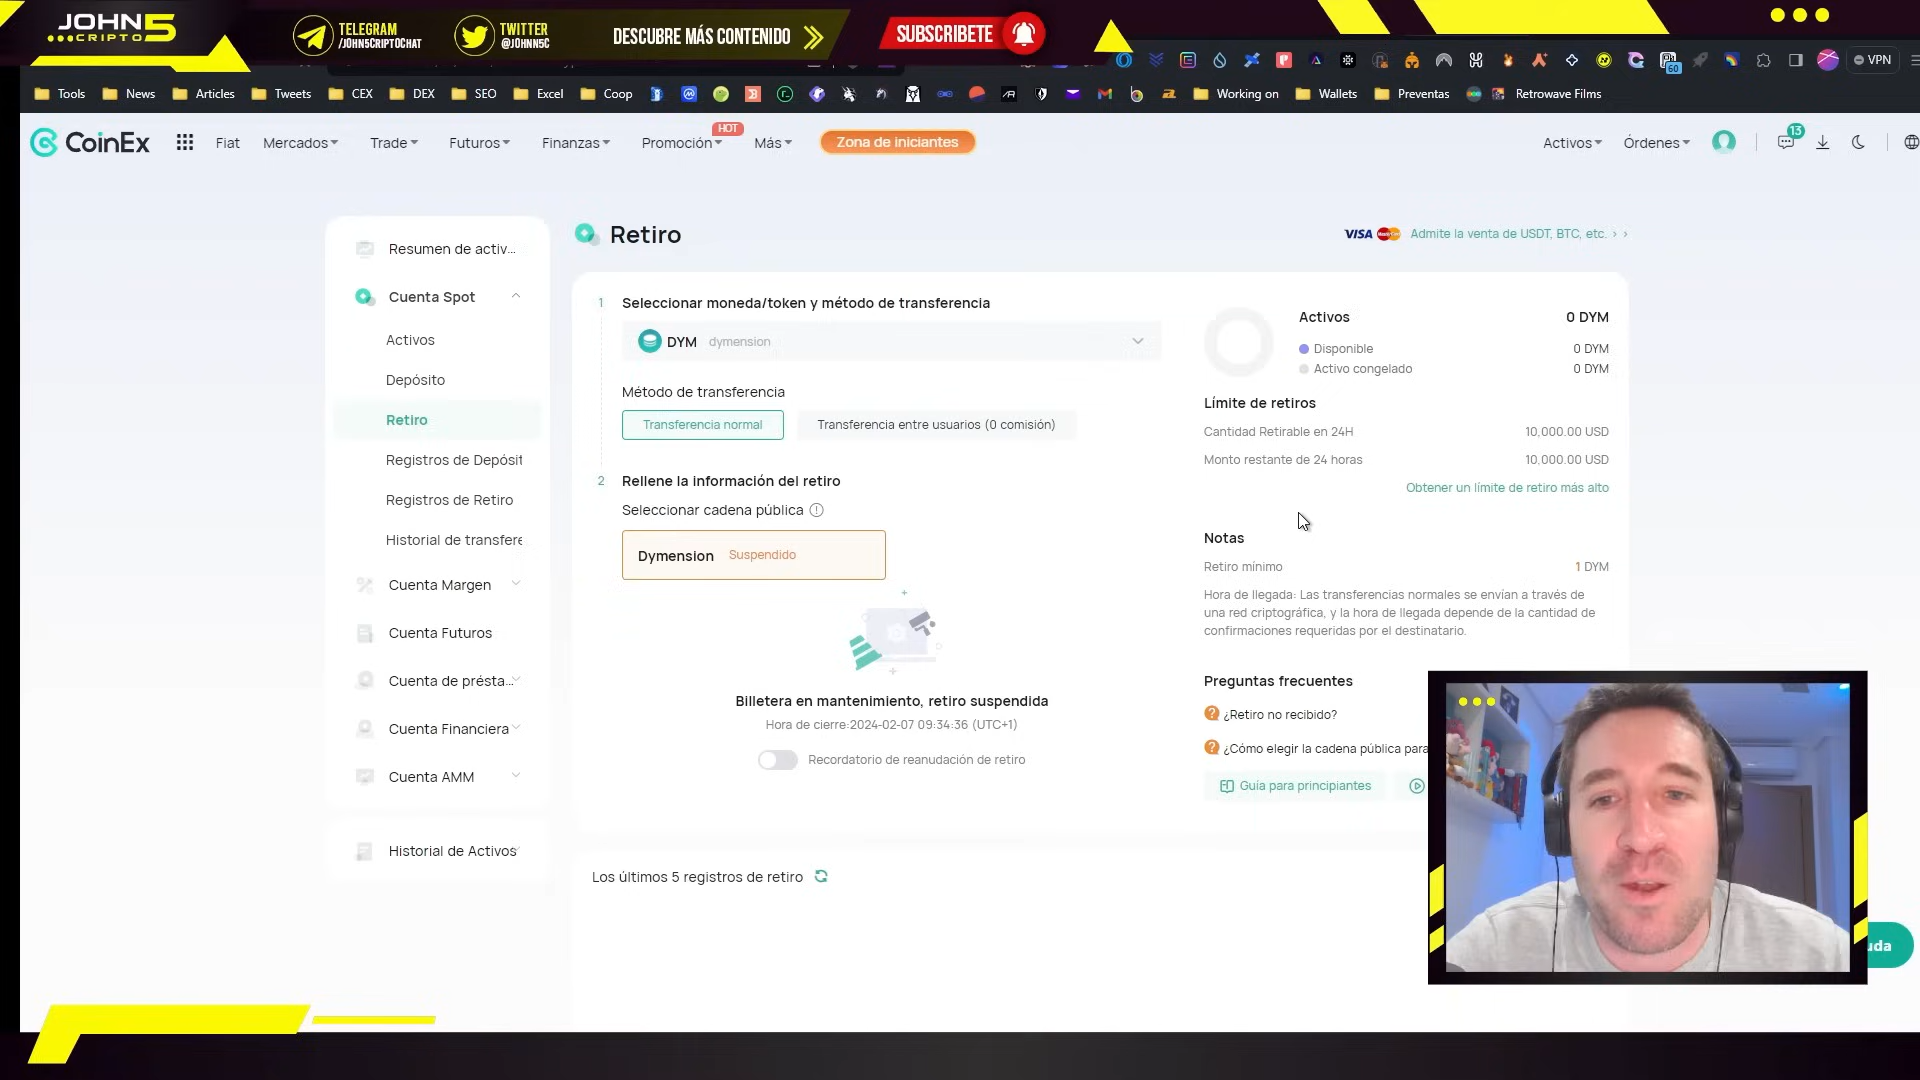 JOHN 5
CRIPTO
TELEGRAM
/JOHN5CRIPTOCHAT
TWITTER
@J0HNN5C
DESCUBRE MÁS CONTENIDO
SUBSCRIBETE
60
VPN
Tools
News
Articles
Tweets
CEX
DEX
SEO
Excel
Coop
Working on
Wallets
Preventas
Retrowave Films
CoinEx
Fiat
Mercados
Trade
Futuros
Finanzas
Promoción
HOT
Más
Zona de iniciantes
Activos
Órdenes
13
Resumen de activ...
Cuenta Spot
Activos
Depósito
Retiro
Registros de Depósit
Registros de Retiro
Historial de transfere
Cuenta Margen
Cuenta Futuros
Cuenta de présta...
Cuenta Financiera
Cuenta AMM
Historial de Activos
Retiro
VISA
Admite la venta de USDT, BTC, etc. > >
1 Seleccionar moneda/token y método de transferencia
DYM dymension
Método de transferencia
Transferencia normal
Transferencia entre usuarios (0 comisión)
2 Rellene la información del retiro
Seleccionar cadena pública
Dymension Suspendido
Billetera en mantenimiento, retiro suspendida
Hora de cierre:2024-02-07 09:34:36 (UTC+1)
Recordatorio de reanudación de retiro
Activos 0 DYM
Disponible 0 DYM
Activo congelado 0 DYM
Límite de retiros
Cantidad Retirable en 24H 10,000.00 USD
Monto restante de 24 horas 10,000.00 USD
Obtener un límite de retiro más alto
Notas
Retiro mínimo 1 DYM
Hora de llegada: Las transferencias normales se envían a través de
una red criptográfica, y la hora de llegada depende de la cantidad de
confirmaciones requeridas por el destinatario.
Preguntas frecuentes
¿Retiro no recibido?
¿Cómo elegir la cadena pública para
Guía para principiantes
Los últimos 5 registros de retiro
uda